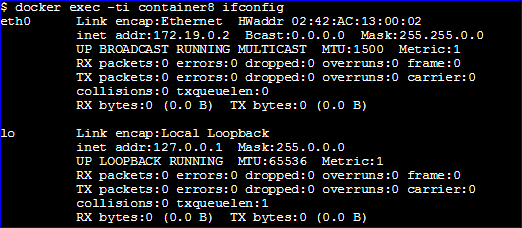 $ docker exec -ti container8 ifconfig
eth0      Link encap:Ethernet  HWaddr 02:42:AC:13:00:02
          inet addr:172.19.0.2  Bcast:0.0.0.0  Mask:255.255.0.0
          UP BROADCAST RUNNING MULTICAST  MTU:1500  Metric:1
          RX packets:0 errors:0 dropped:0 overruns:0 frame:0
          TX packets:0 errors:0 dropped:0 overruns:0 carrier:0
          collisions:0 txqueuelen:0
          RX bytes:0 (0.0 B)  TX bytes:0 (0.0 B)
lo        Link encap:Local Loopback
          inet addr:127.0.0.1  Mask:255.0.0.0
          UP LOOPBACK RUNNING  MTU:65536  Metric:1
          RX packets:0 errors:0 dropped:0 overruns:0 frame:0
          TX packets:0 errors:0 dropped:0 overruns:0 carrier:0
          collisions:0 txqueuelen:1
          RX bytes:0 (0.0 B)  TX bytes:0 (0.0 B)